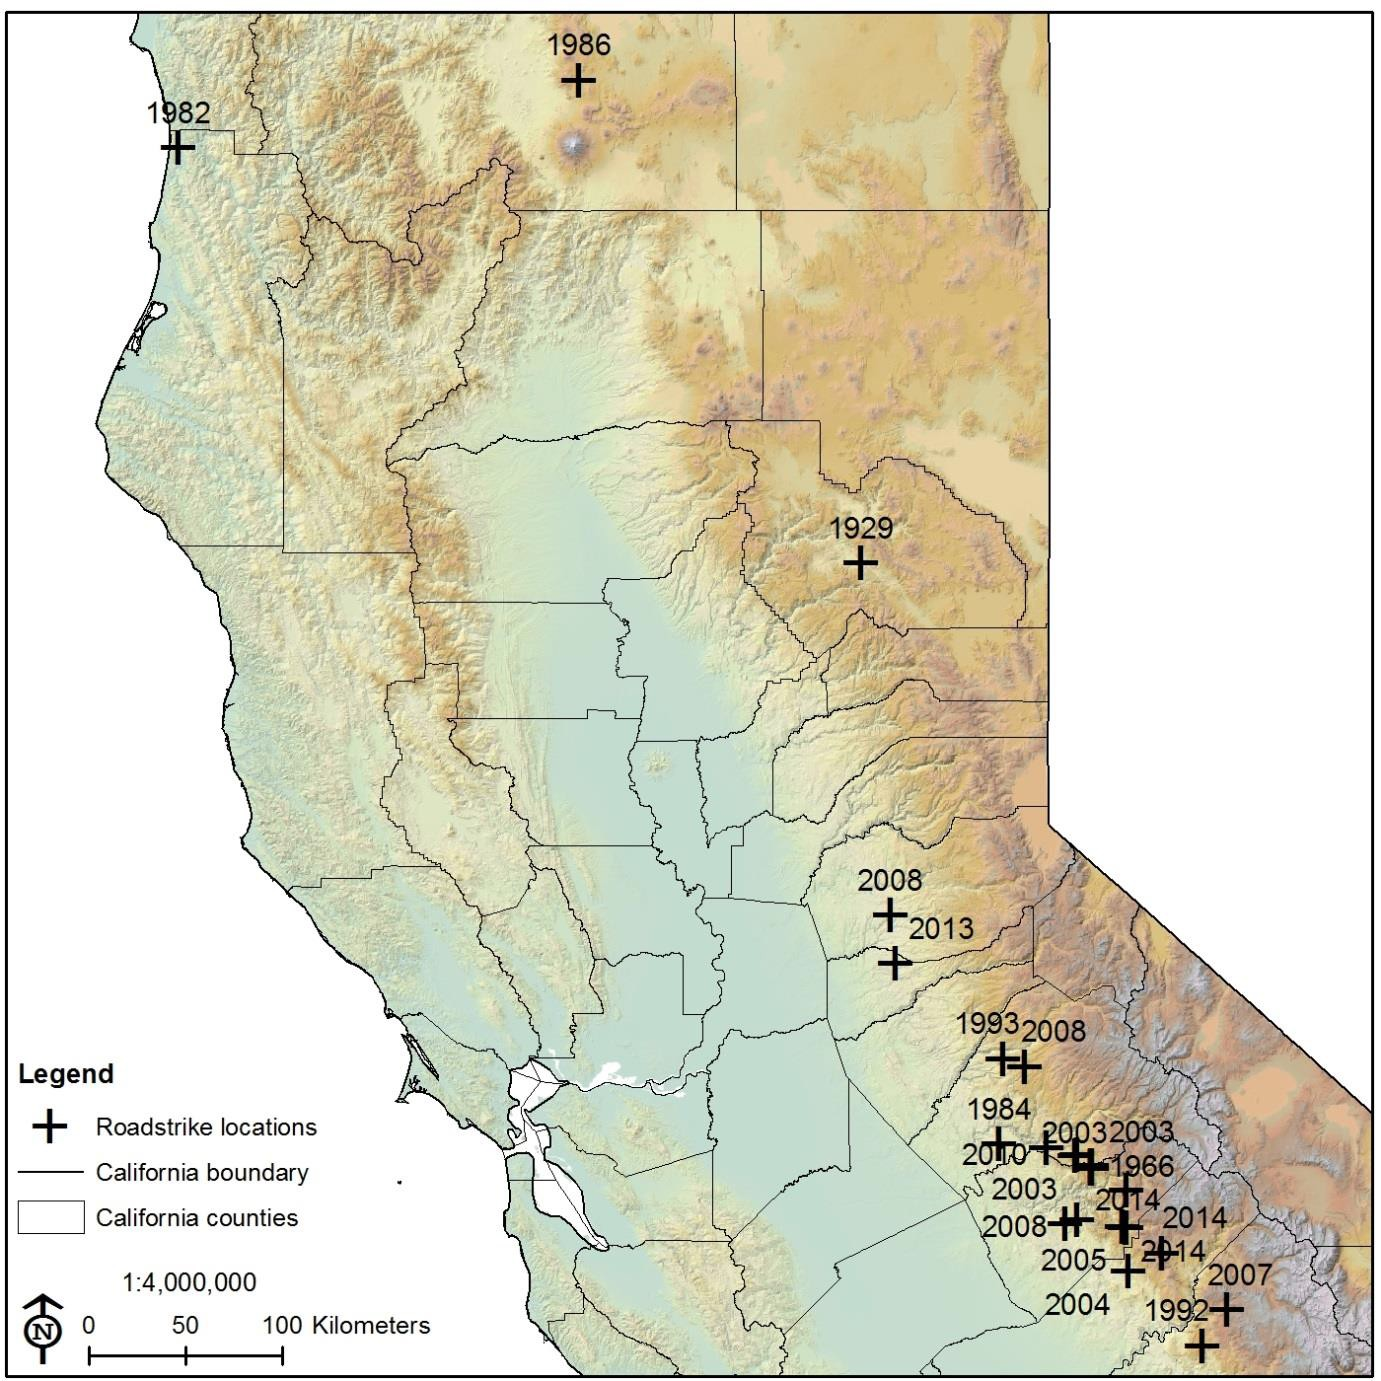 1986
1982
1929
2008
2013
1993 2008
1984
2003 2003
2010 1966
2003 2014
2008 2014
2005 2014
2004 2007
1992
Legend
Roadstrike locations
California boundary
California counties
1:4,000,000
N
0 50 100 Kilometers